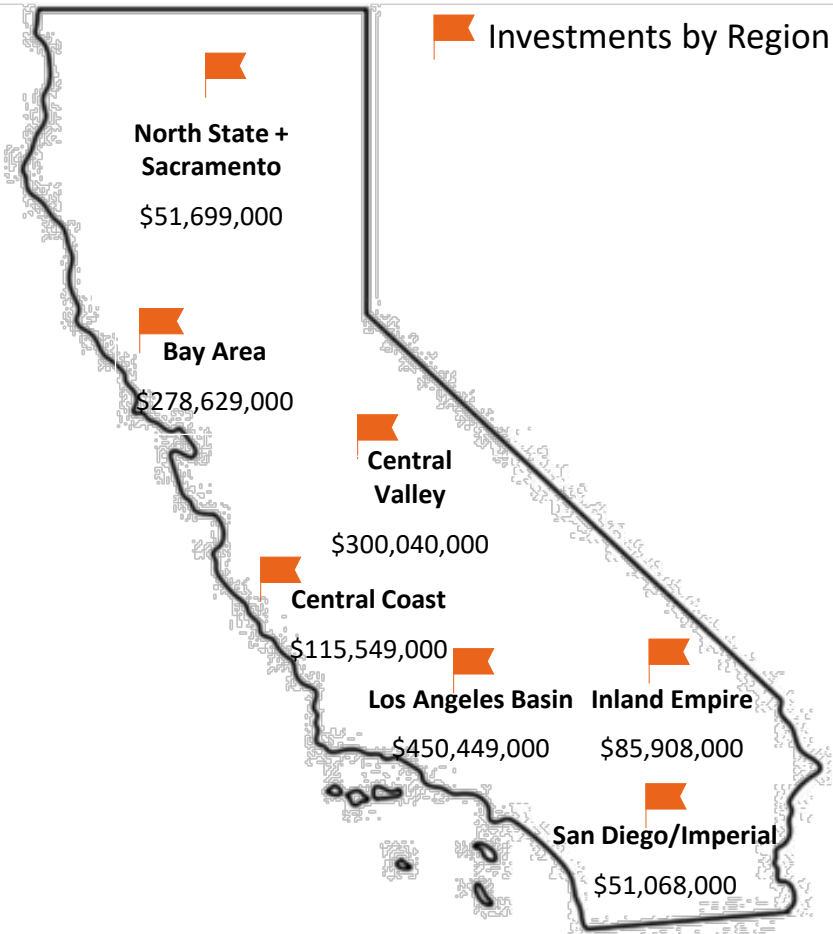 Investments by Region
North State +
Sacramento
$51,699,000
Bay Area
$278,629,000
Central
Valley
$300,040,000
Central Coast
$115,549,000
Los Angeles Basin
$450,449,000
Inland Empire
$85,908,000
San Diego/Imperial
$51,068,000